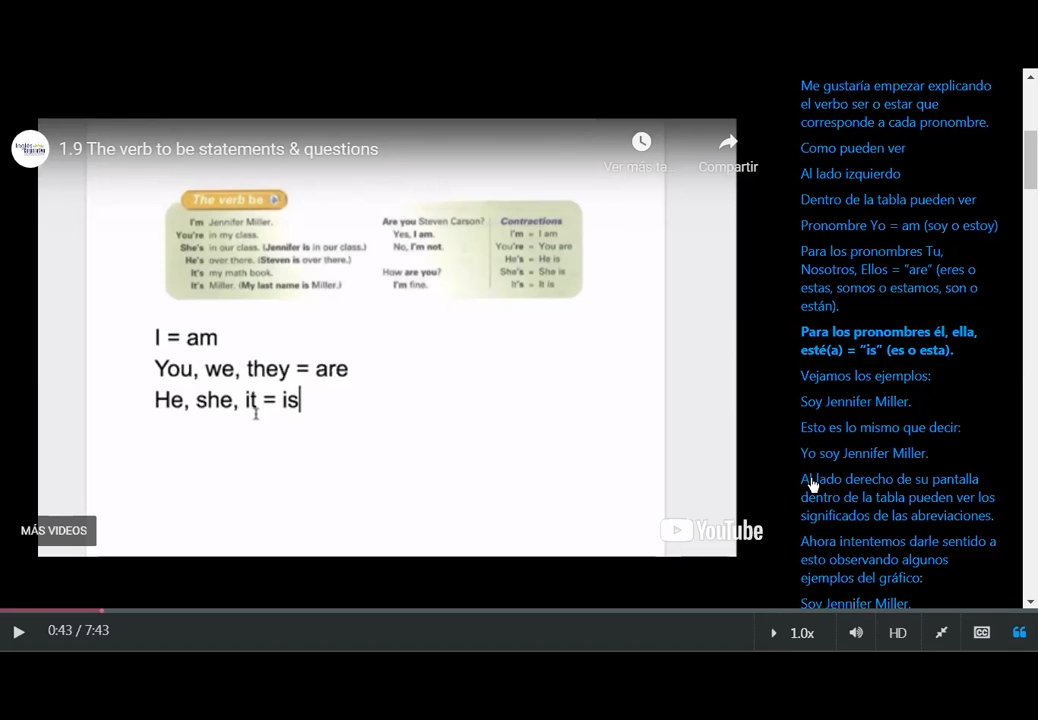 1.9 The verb to be statements & questions
Ver más ta...
Compartir
The verb be
I'm Jennifer Miller.
You're in my class.
She's in our class. (Jennifer is in our class.)
He's over there. (Steven is over there.)
It's my math book.
It's Miller. (My last name is Miller.)
Are you Steven Carson?
Yes, I am.
No, I'm not.
How are you?
I'm fine.
Contractions
I'm = I am
You're = You are
He's = He is
She's = She is
It's = It is
I = am
You, we, they = are
He, she, it = is
MÁS VIDEOS
YouTube
Me gustaría empezar explicando
el verbo ser o estar que
corresponde a cada pronombre.
Como pueden ver
Al lado izquierdo
Dentro de la tabla pueden ver
Pronombre Yo = am (soy o estoy)
Para los pronombres Tu,
Nosotros, Ellos = “are” (eres o
estas, somos o estamos, son o
están).
Para los pronombres él, ella,
esté(a) = “is” (es o esta).
Vejamos los ejemplos:
Soy Jennifer Miller.
Esto es lo mismo que decir:
Yo soy Jennifer Miller.
Al lado derecho de su pantalla
dentro de la tabla pueden ver los
significados de las abreviaciones.
Ahora intentemos darle sentido a
esto observando algunos
ejemplos del gráfico:
Soy Jennifer Miller.
0:43 / 7:43
1.0x
HD
CC